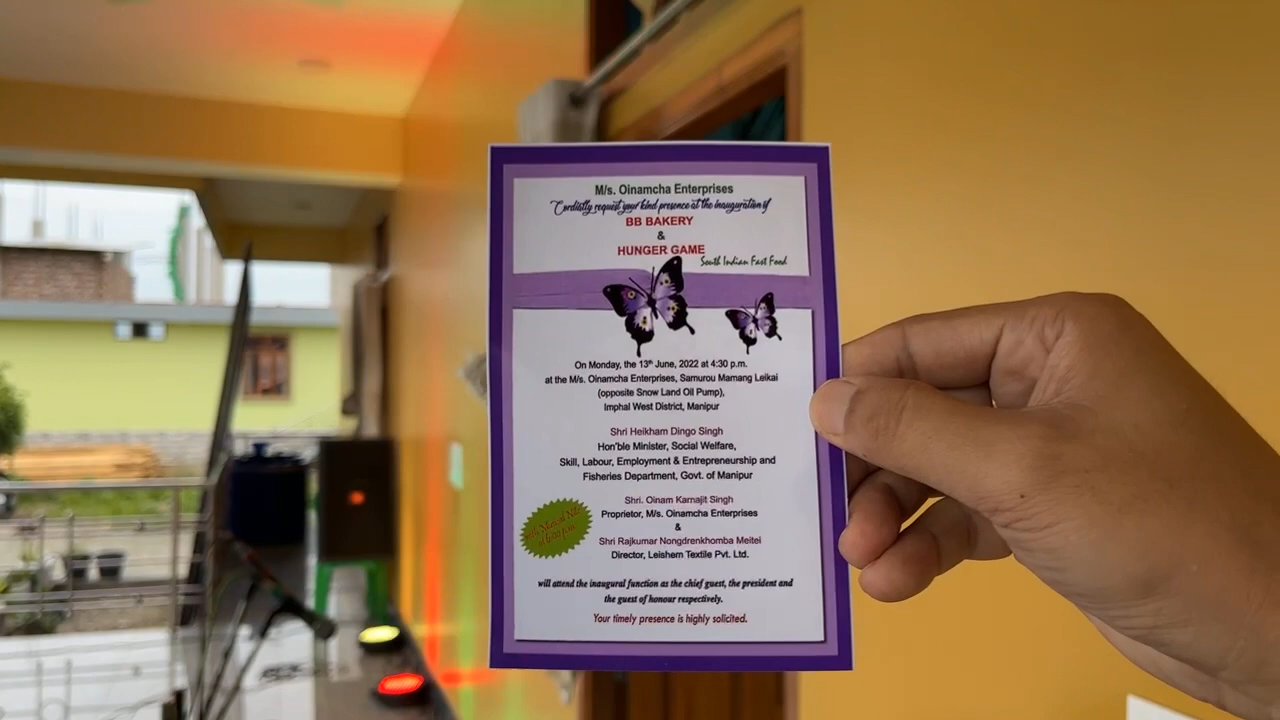 M/s. Oinamcha Enterprises
Cordially request your kind presence at the inauguration of
BB BAKERY
&
HUNGER GAME
South Indian Fast Food
On Monday, the 13th June, 2022 at 4:30 p.m.
at the M/s. Oinamcha Enterprises, Samurou Mamang Leikai
(opposite Snow Land Oil Pump),
Imphal West District, Manipur
Shri Heikham Dingo Singh
Hon'ble Minister, Social Welfare,
Skill, Labour, Employment & Entrepreneurship and
Fisheries Department, Govt. of Manipur
Shri. Oinam Karnajit Singh
Proprietor, M/s. Oinamcha Enterprises
&
Shri Rajkumar Nongdrenkhomba Meitei
Director, Leishem Textile Pvt. Ltd.
Musical Nite
at 6:00 p.m.
will attend the inaugural function as the chief guest, the president and
the guest of honour respectively.
Your timely presence is highly solicited.